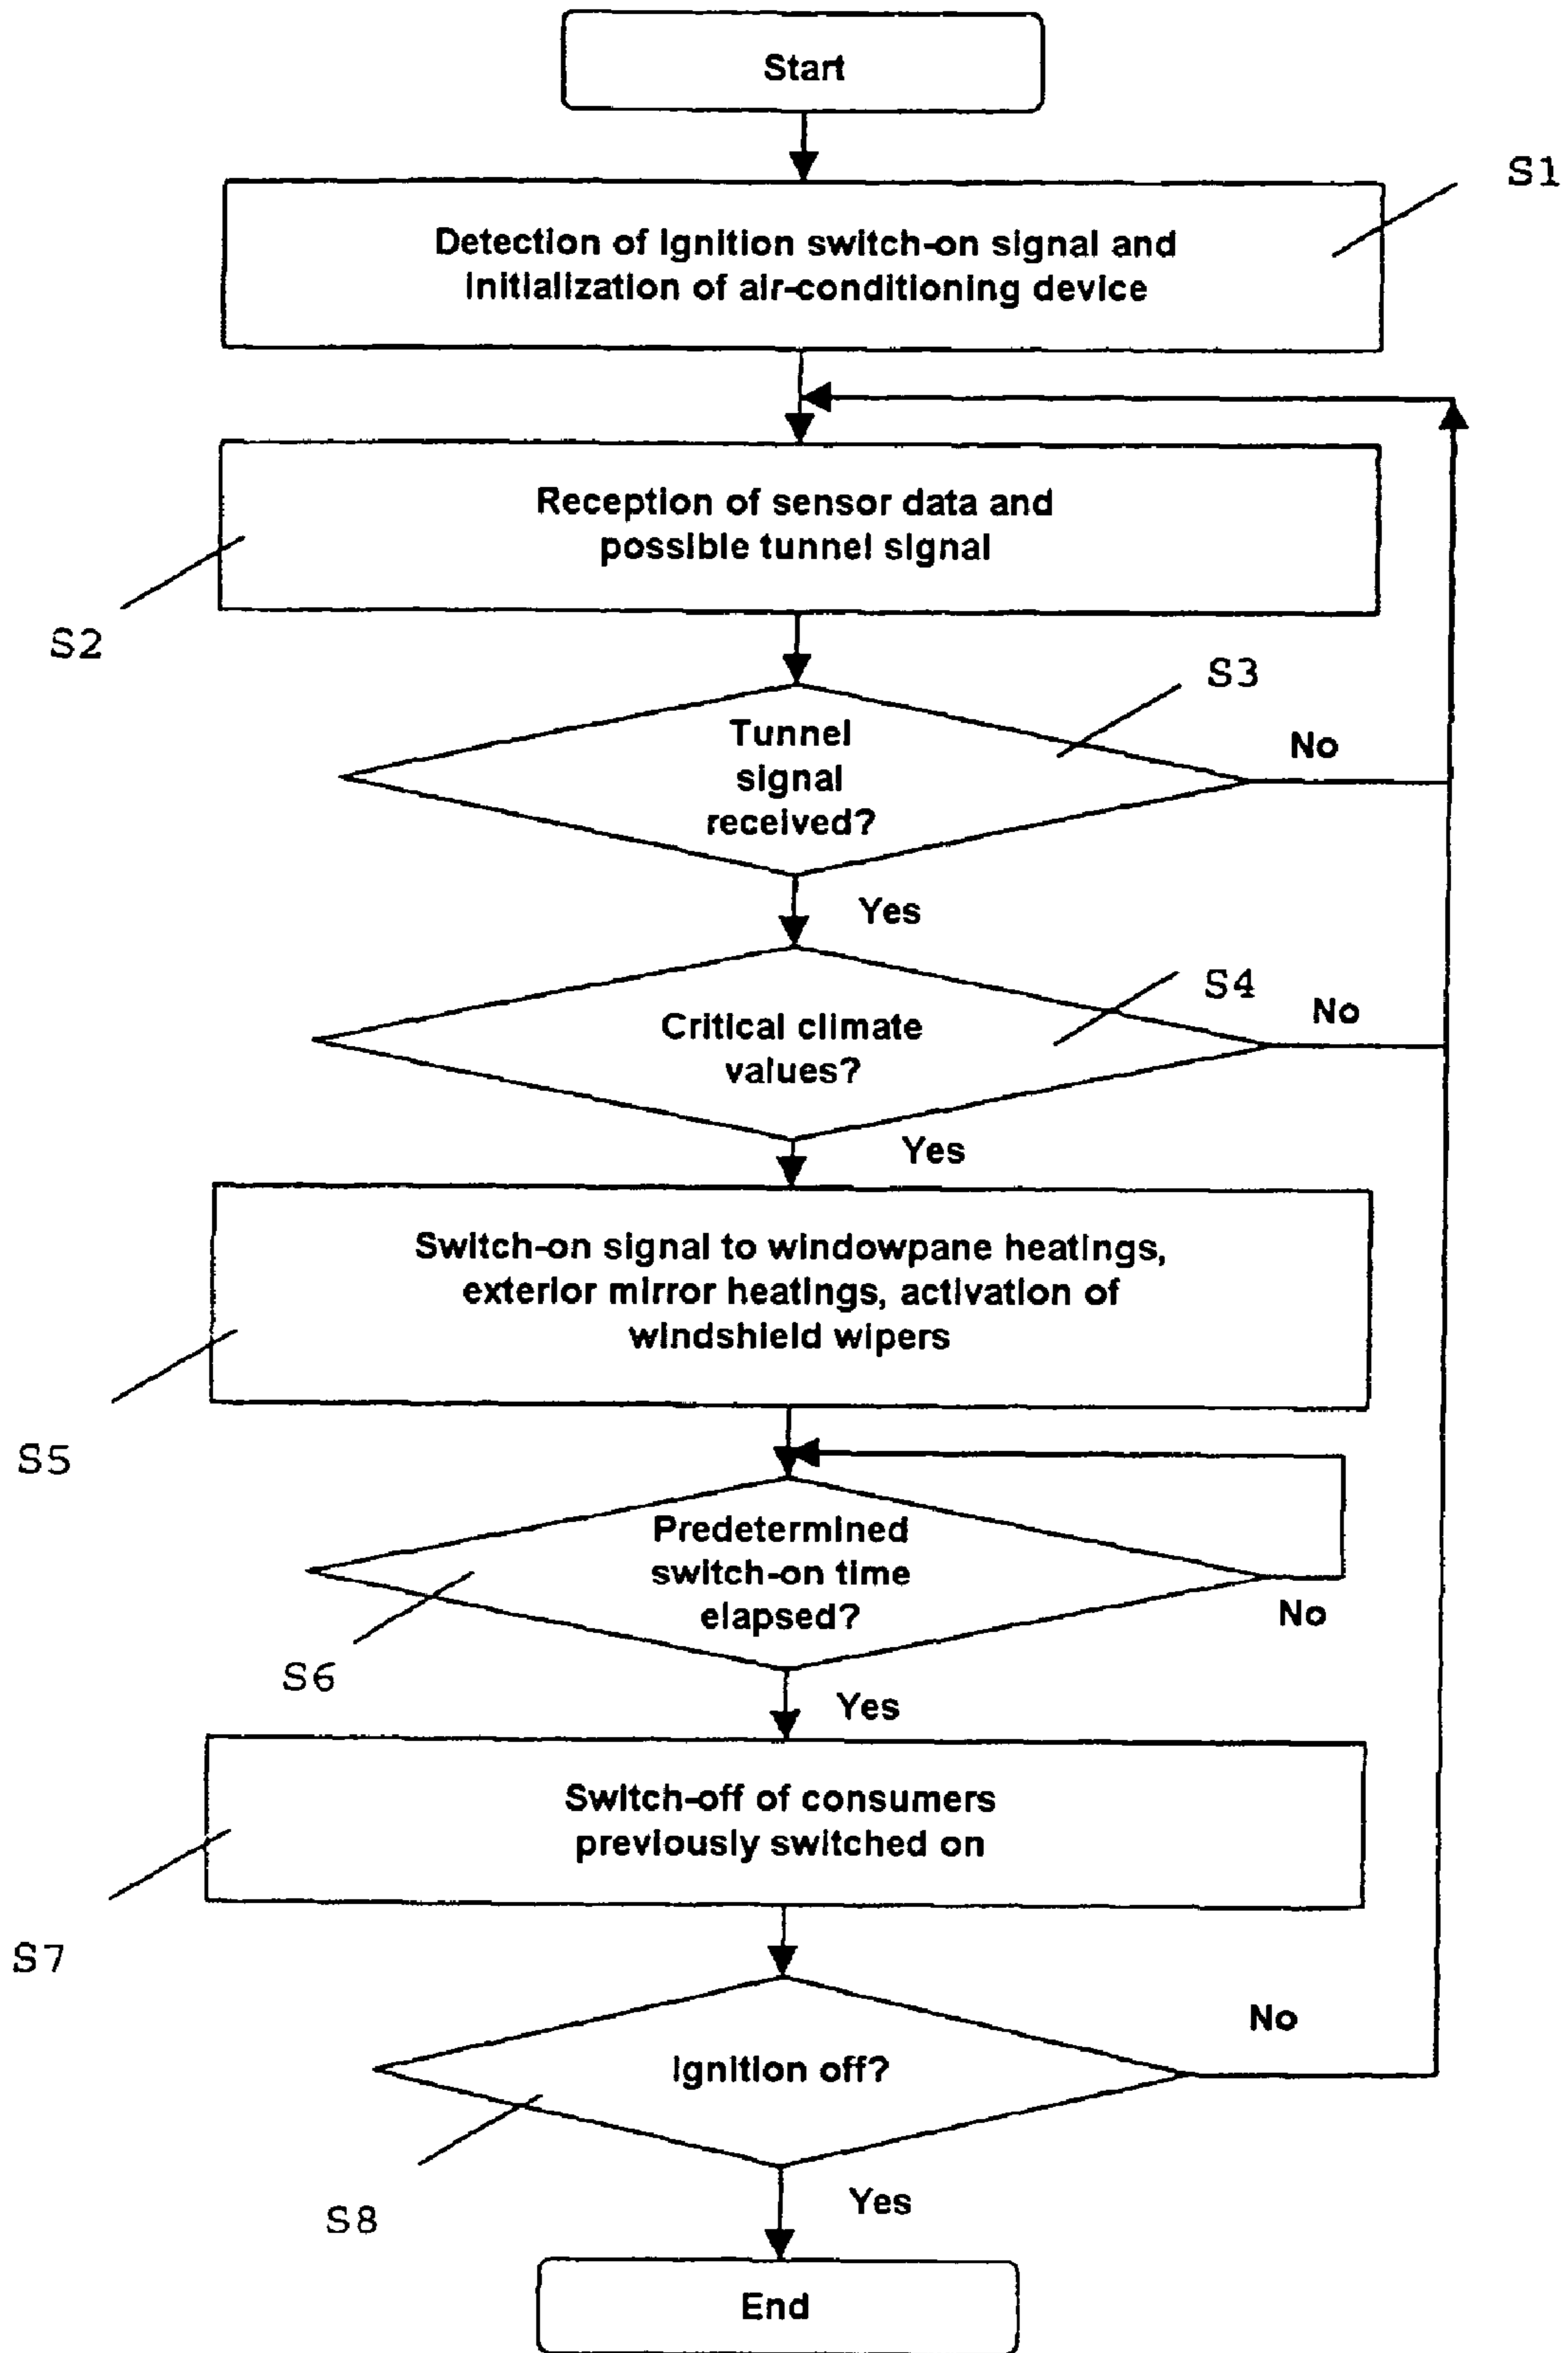 Start
S1
Detection of ignition switch-on signal and
initialization of air-conditioning device
Reception of sensor data and
possible tunnel signal
S2
S3
Tunnel
signal
received?
No
Yes
S4
Critical climate
values?
No
Yes
Switch-on signal to windowpane heatings,
exterior mirror heatings, activation of
windshield wipers
S5
Predetermined
switch-on time
elapsed?
No
S6
Yes
Switch-off of consumers
previously switched on
S7
No
Ignition off?
S8
Yes
End